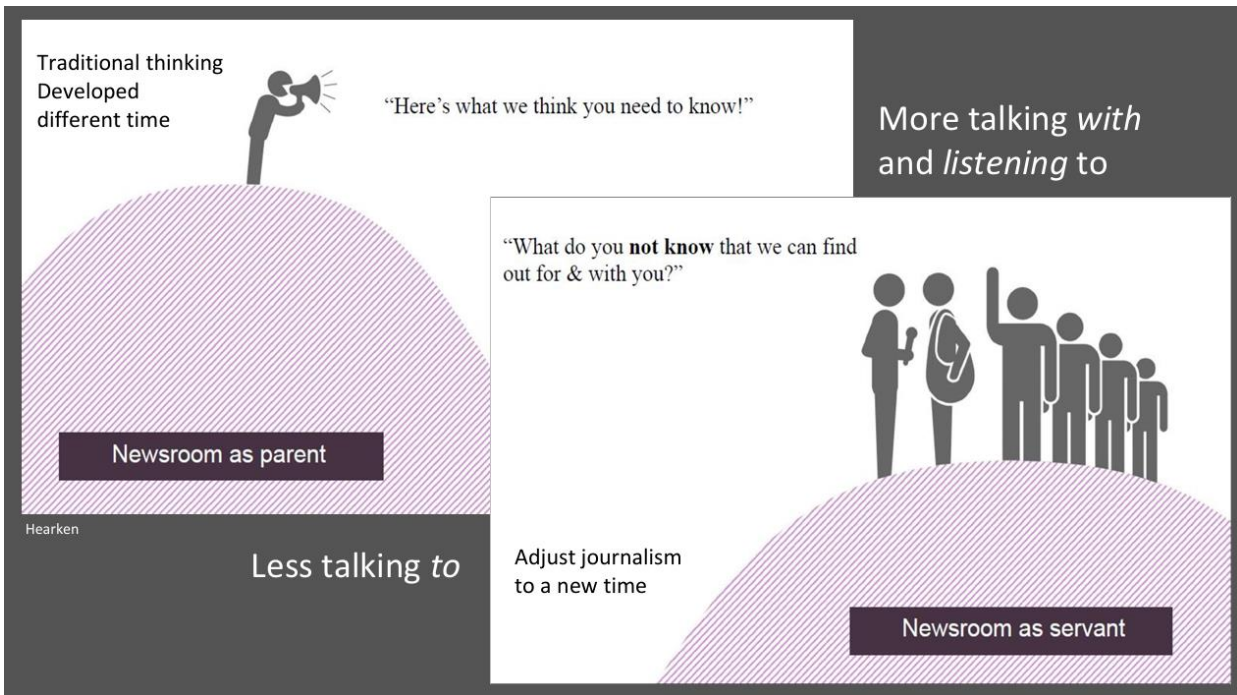 Traditional thinking
Developed
different time
“Here’s what we think you need to know!”
Newsroom as parent
Hearken
Less talking to
More talking with
and listening to
“What do you not know that we can find
out for & with you?”
Adjust journalism
to a new time
Newsroom as servant